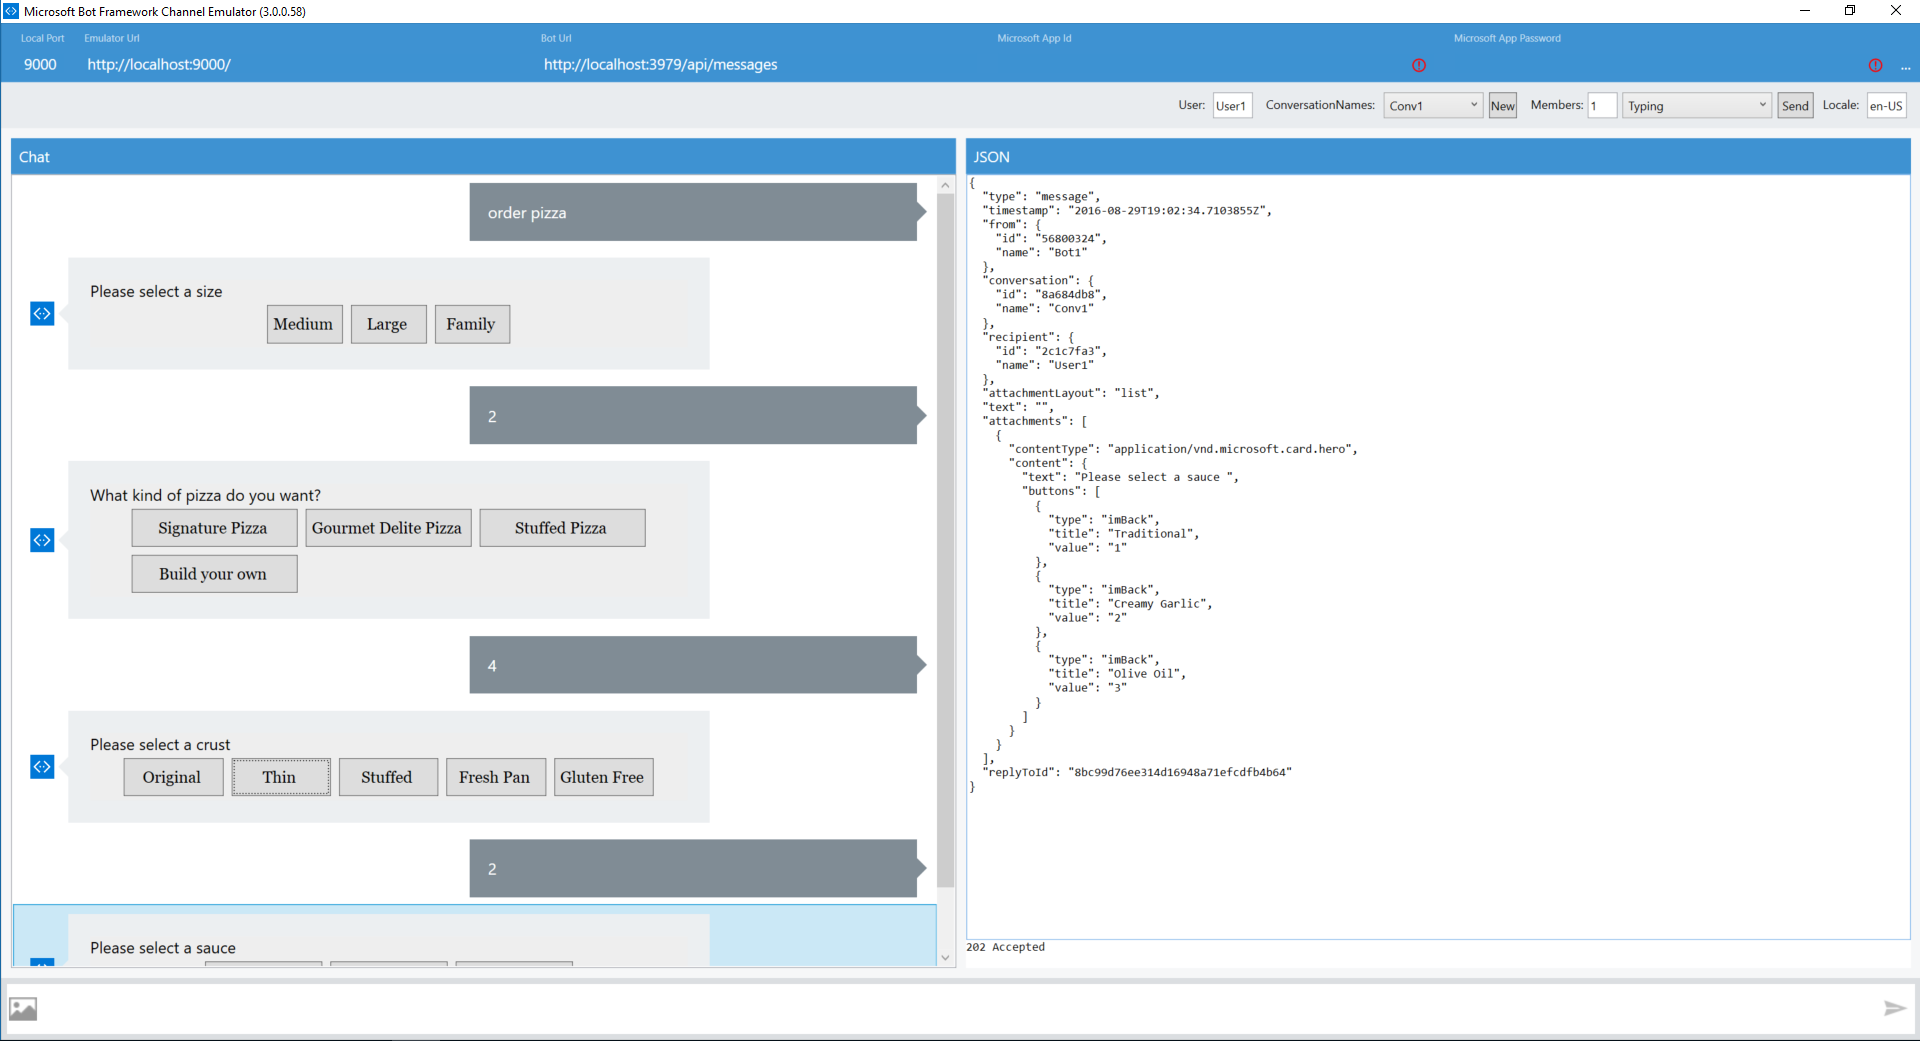 Microsoft Bot Framework Channel Emulator (3.0.0.58)
Local Port Emulator Url Bot Url Microsoft App Id Microsoft App Password
9000 http://localhost:9000/ http://localhost:3979/api/messages ...
User: User1 ConversationNames: Conv1 New Members: 1 Typing Send Locale: en-US
Chat
order pizza
Please select a size
Medium Large Family
2
What kind of pizza do you want?
Signature Pizza Gourmet Delite Pizza Stuffed Pizza
Build your own
4
Please select a crust
Original Thin Stuffed Fresh Pan Gluten Free
2
Please select a sauce
JSON
{
"type": "message",
"timestamp": "2016-08-29T19:02:34.7103855Z",
"from": {
"id": "56800324",
"name": "Bot1"
},
"conversation": {
"id": "8a684db8",
"name": "Conv1"
},
"recipient": {
"id": "2c1c7fa3",
"name": "User1"
},
"attachmentLayout": "list",
"text": "",
"attachments": [
{
"contentType": "application/vnd.microsoft.card.hero",
"content": {
"text": "Please select a sauce ",
"buttons": [
{
"type": "imBack",
"title": "Traditional",
"value": "1"
},
{
"type": "imBack",
"title": "Creamy Garlic",
"value": "2"
},
{
"type": "imBack",
"title": "Olive Oil",
"value": "3"
}
]
}
}
],
"replyToId": "8bc99d76ee314d16948a71efcdfb4b64"
}
202 Accepted